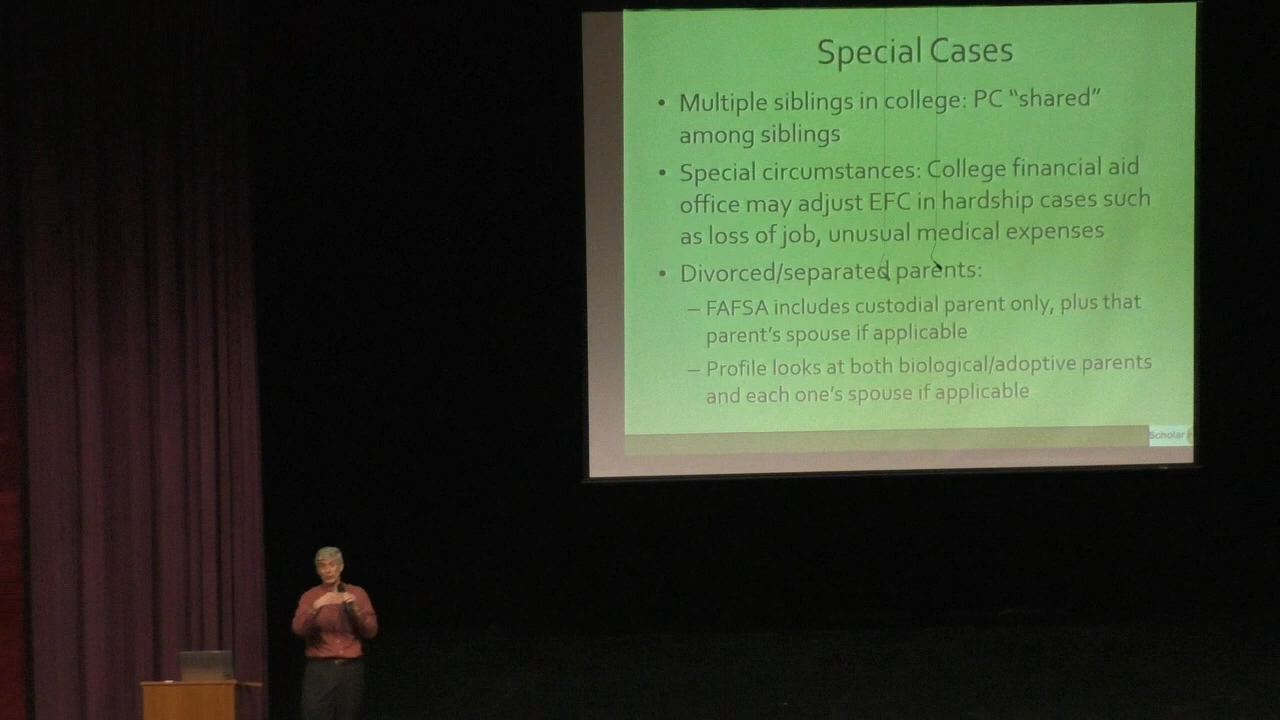 Special Cases
• Multiple siblings in college: PC “shared”
among siblings
• Special circumstances: College financial aid
office may adjust EFC in hardship cases such
as loss of job, unusual medical expenses
• Divorced/separated parents:
– FAFSA includes custodial parent only, plus that
parent’s spouse if applicable
– Profile looks at both biological/adoptive parents
and each one’s spouse if applicable
Scholar